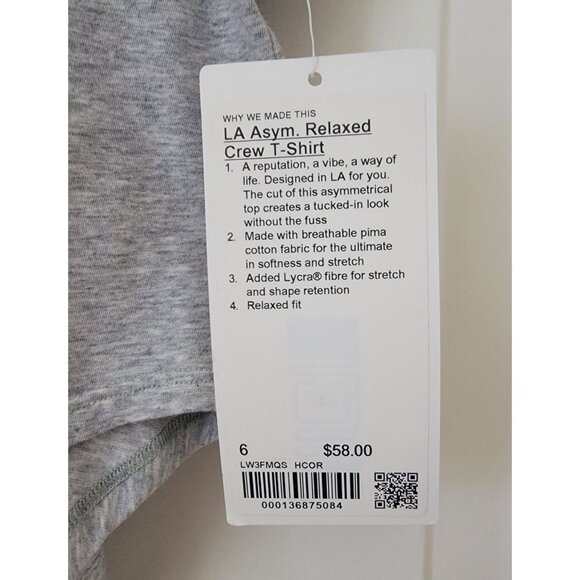 WHY WE MADE THIS
LA Asym. Relaxed
Crew T-Shirt
1. A reputation, a vibe, a way of
life. Designed in LA for you.
The cut of this asymmetrical
top creates a tucked-in look
without the fuss
2. Made with breathable pima
cotton fabric for the ultimate
in softness and stretch
3. Added Lycra® fibre for stretch
and shape retention
4. Relaxed fit
6 $58.00
LW3FMQS HCOR
000136875084